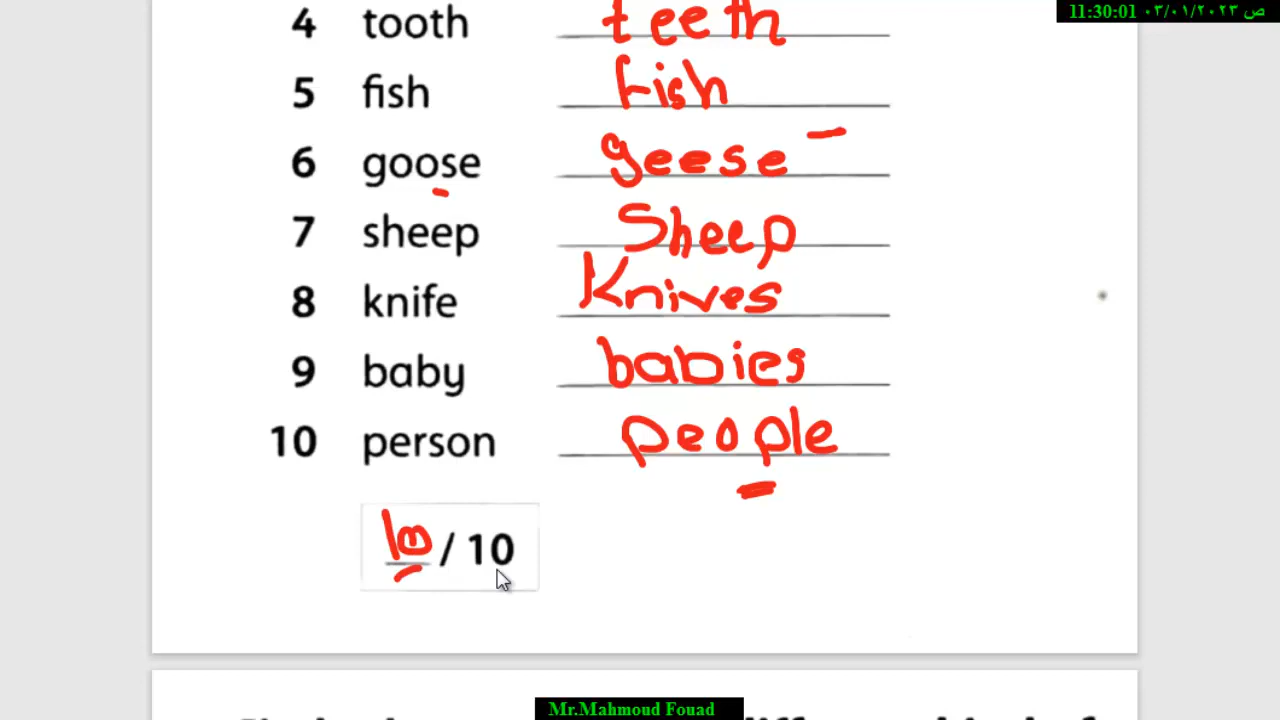 11:30:01 ٠٣/٠١/٢٠٢٣ ص
4 tooth teeth
5 fish fish
6 goose geese
7 sheep Sheep
8 knife Knives
9 baby babies
10 person people
10 / 10
Mr.Mahmoud Fouad